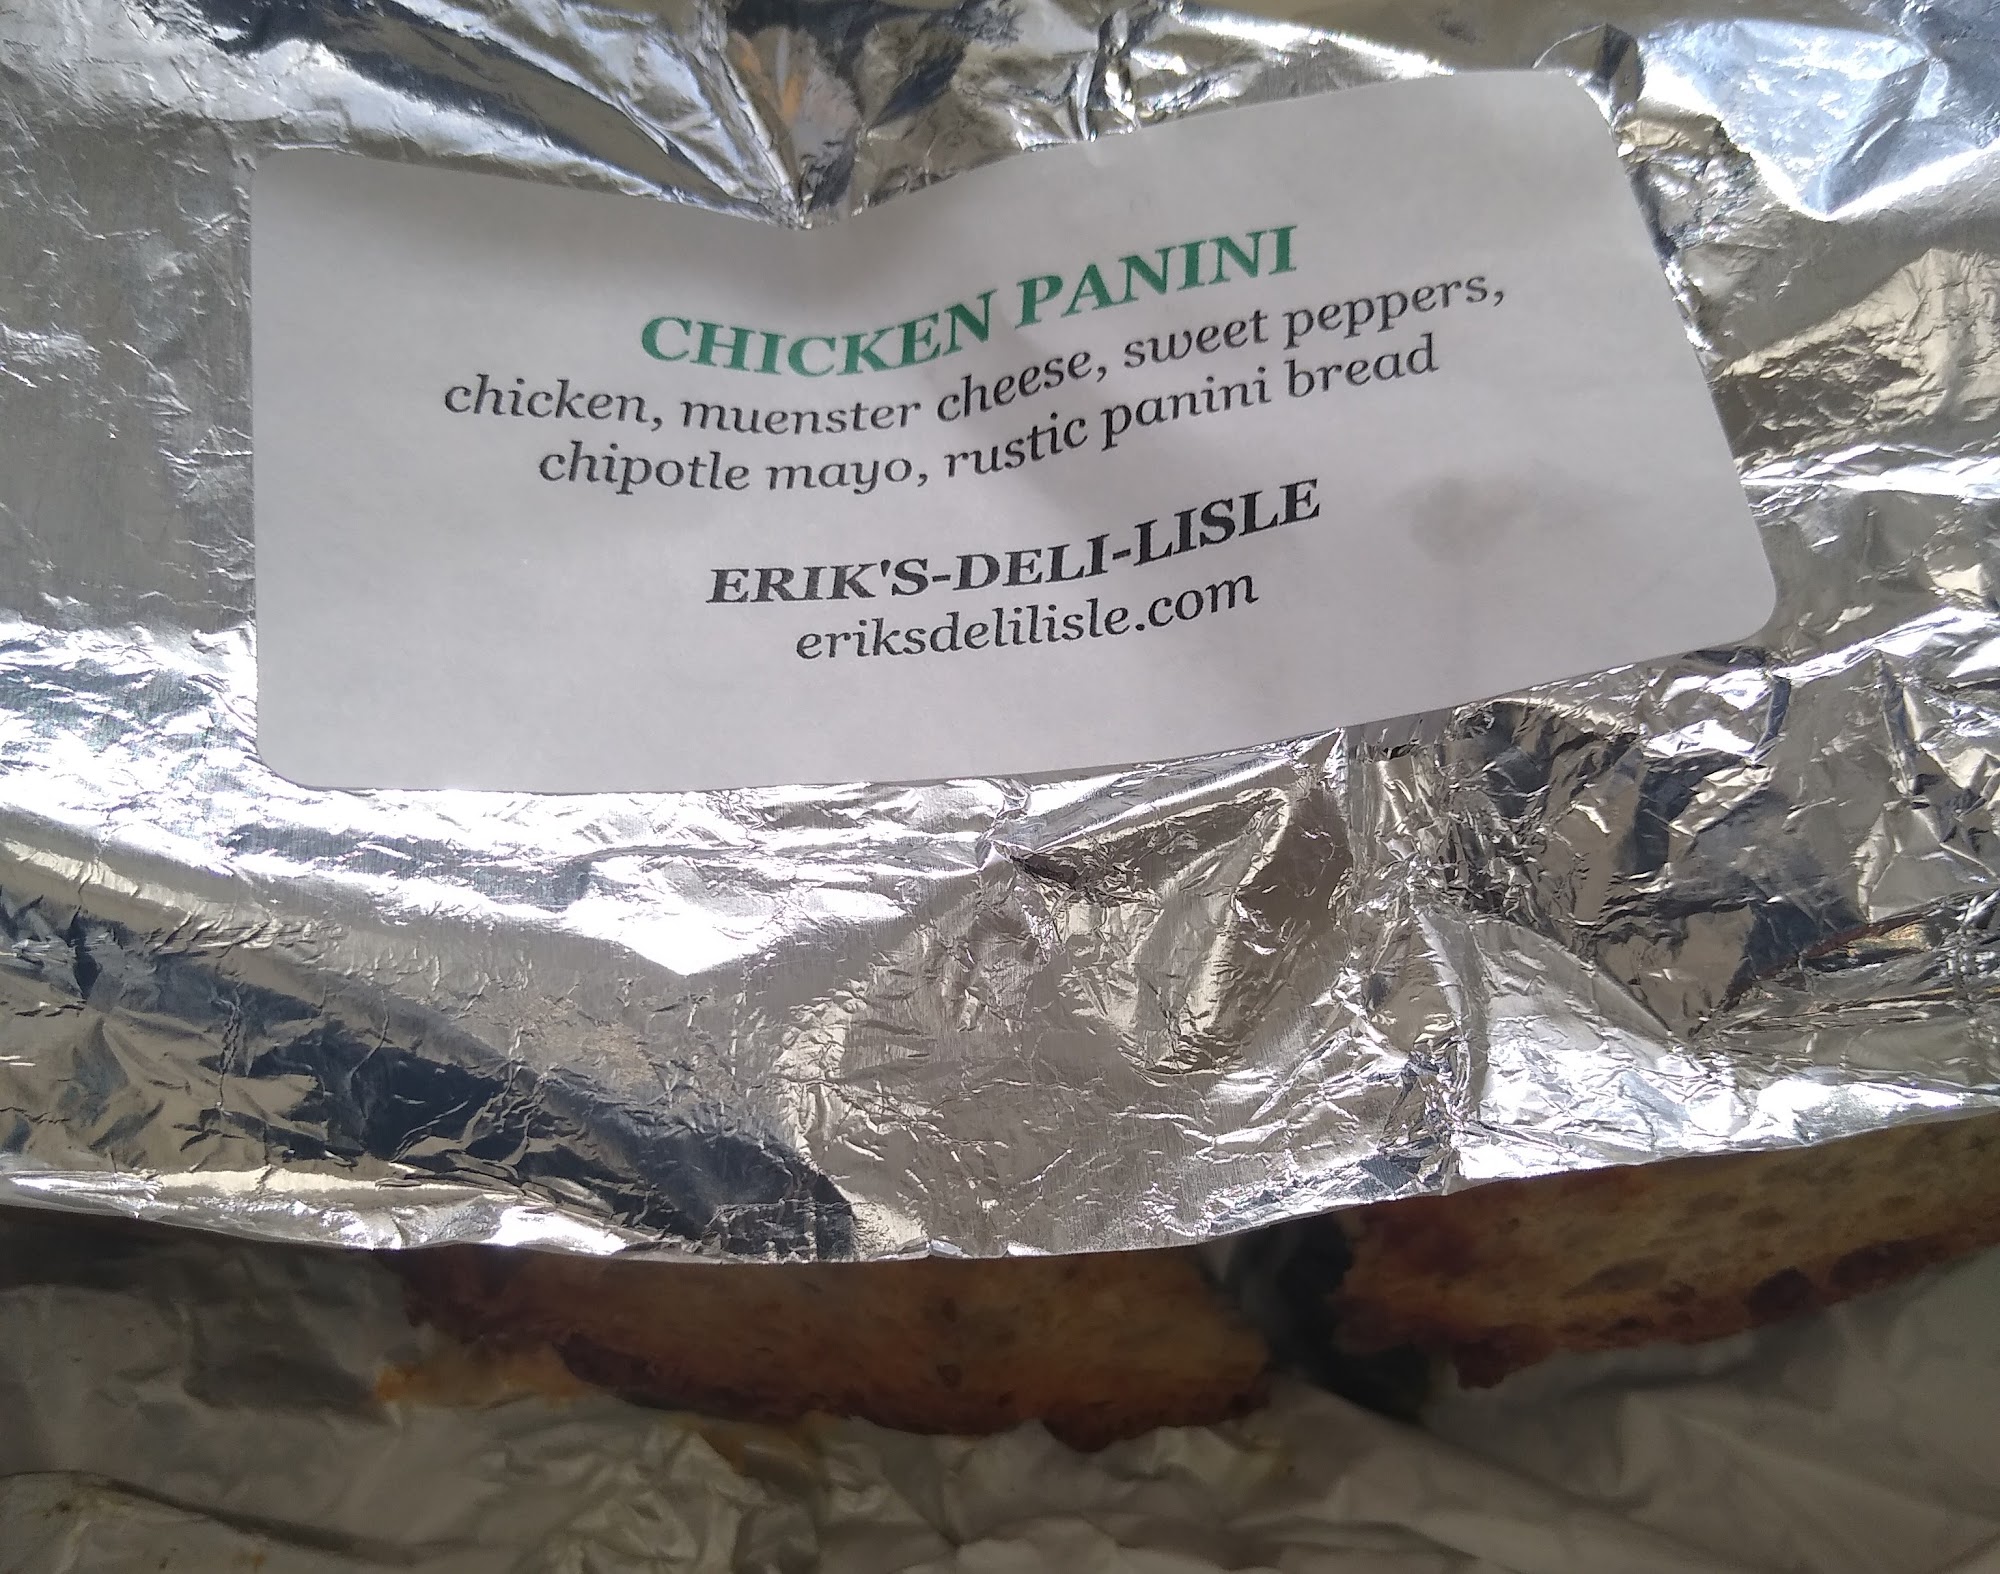 CHICKEN PANINI
chicken, muenster cheese, sweet peppers,
chipotle mayo, rustic panini bread
ERIK'S-DELI-LISLE
eriksdelilisle.com